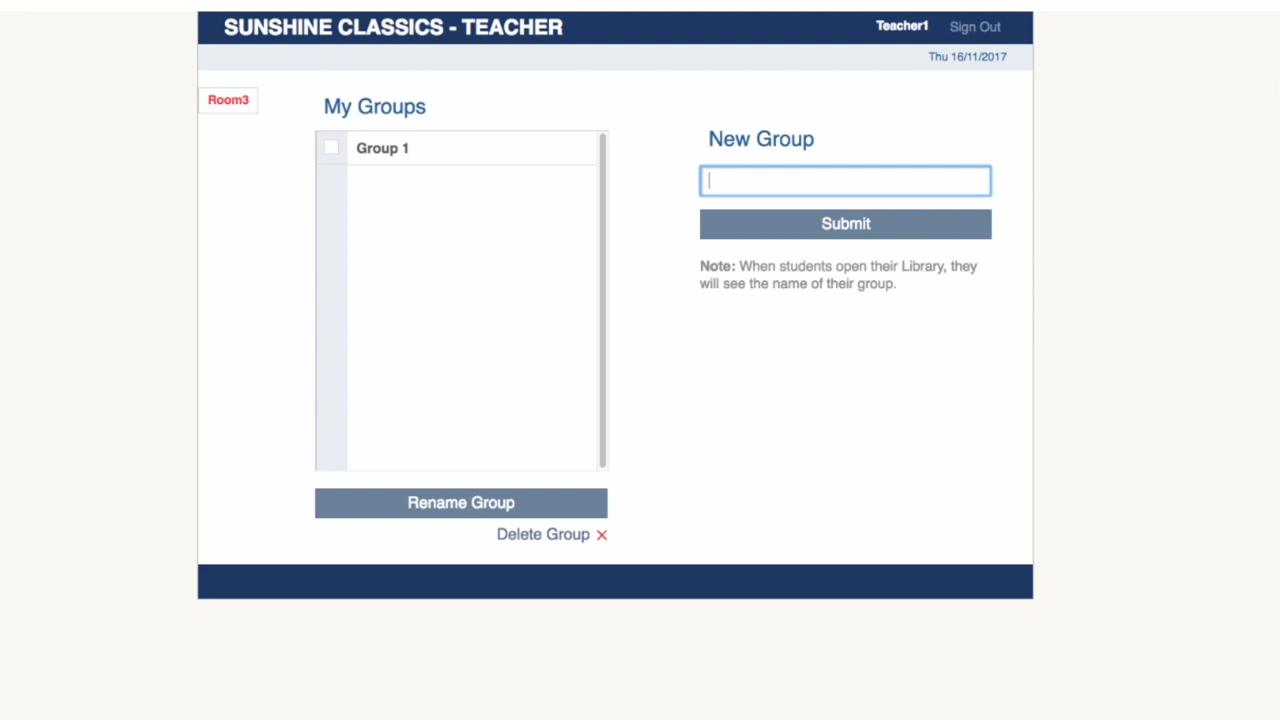 SUNSHINE CLASSICS - TEACHER
Teacher1 Sign Out
Thu 16/11/2017
Room3
My Groups
Group 1
Rename Group
Delete Group ×
New Group
Submit
Note: When students open their Library, they
will see the name of their group.